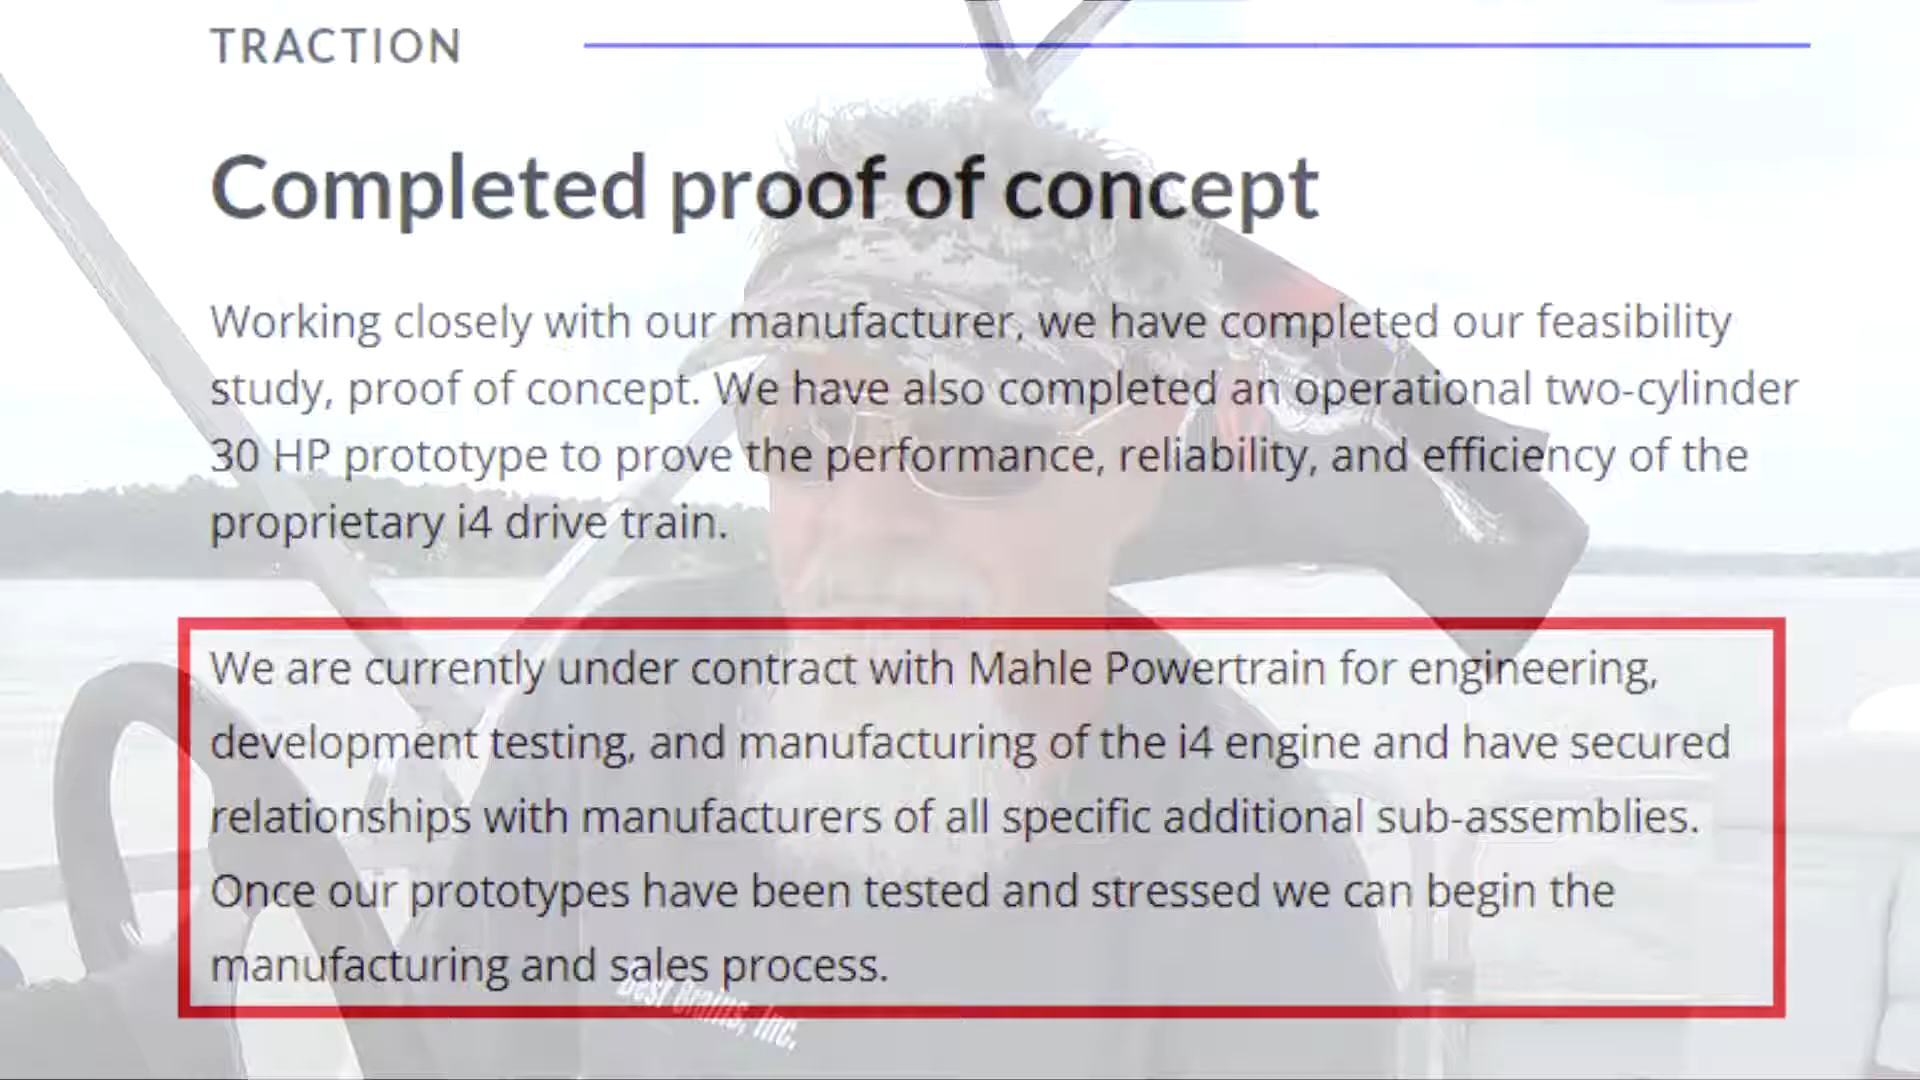 TRACTION
Completed proof of concept
Working closely with our manufacturer, we have completed our feasibility
study, proof of concept. We have also completed an operational two-cylinder
30 HP prototype to prove the performance, reliability, and efficiency of the
proprietary i4 drive train.
We are currently under contract with Mahle Powertrain for engineering,
development testing, and manufacturing of the i4 engine and have secured
relationships with manufacturers of all specific additional sub-assemblies.
Once our prototypes have been tested and stressed we can begin the
manufacturing and sales process.
Best Brains, Inc.